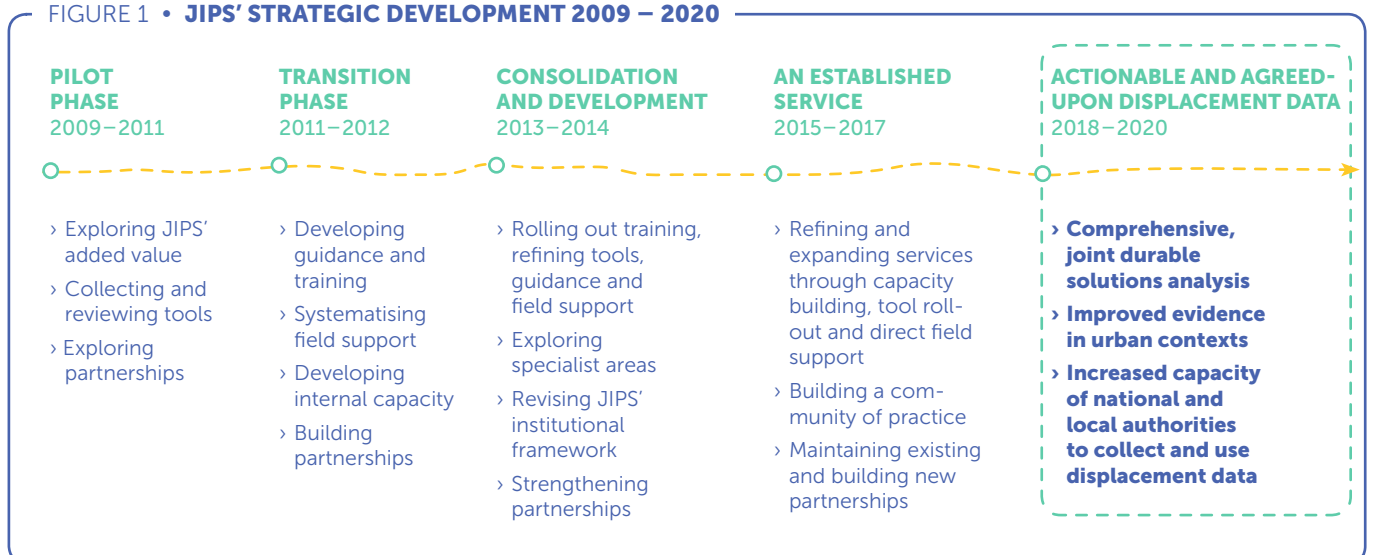 FIGURE 1 • JIPS' STRATEGIC DEVELOPMENT 2009 – 2020
PILOT
PHASE
2009–2011
› Exploring JIPS'
added value
› Collecting and
reviewing tools
› Exploring
partnerships
TRANSITION
PHASE
2011–2012
› Developing
guidance and
training
› Systematising
field support
› Developing
internal capacity
› Building
partnerships
CONSOLIDATION
AND DEVELOPMENT
2013–2014
› Rolling out training,
refining tools,
guidance and
field support
› Exploring
specialist areas
› Revising JIPS'
institutional
framework
› Strengthening
partnerships
AN ESTABLISHED
SERVICE
2015–2017
› Refining and
expanding services
through capacity
building, tool roll-
out and direct field
support
› Building a com-
munity of practice
› Maintaining existing
and building new
partnerships
ACTIONABLE AND AGREED-
UPON DISPLACEMENT DATA
2018–2020
› Comprehensive,
joint durable
solutions analysis
› Improved evidence
in urban contexts
› Increased capacity
of national and
local authorities
to collect and use
displacement data